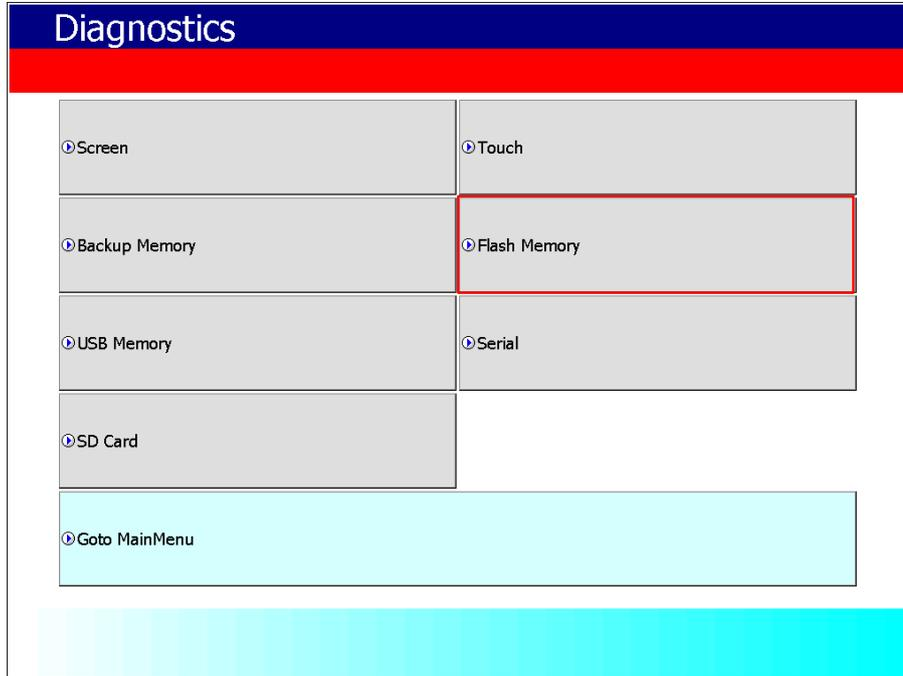 Diagnostics
Screen
Touch
Backup Memory
Flash Memory
USB Memory
Serial
SD Card
Goto MainMenu